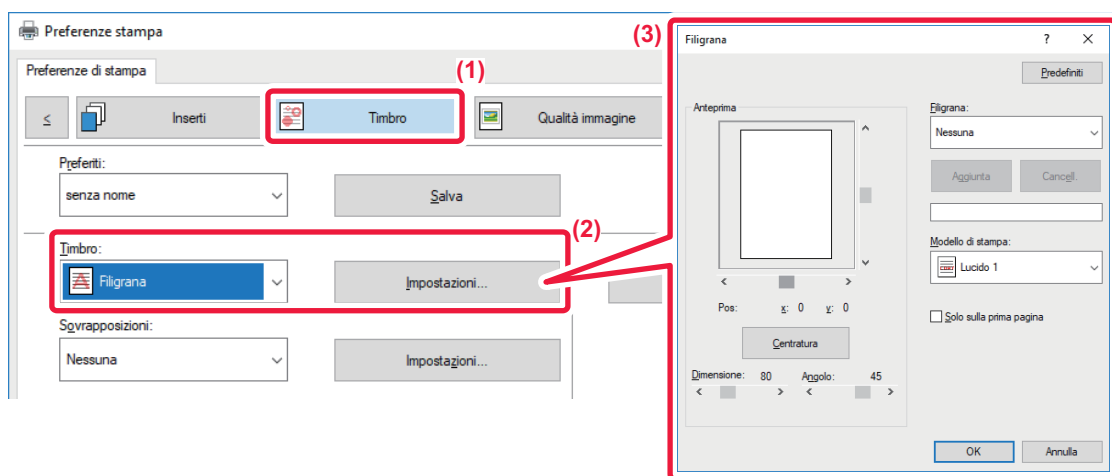 Preferenze stampa
Preferenze di stampa
(1)
<
Inserti
Timbro
Qualità immagine
Preferiti:
senza nome
Salva
(2)
Timbro:
Filigrana
Impostazioni...
Sovrapposizioni:
Nessuna
Impostazioni...
(3)
Filigrana
?
Predefiniti
Anteprima
Pos: x: 0 y: 0
Centratura
Dimensione: 80 Angolo: 45
Filigrana:
Nessuna
Aggiunta Cancell.
Modello di stampa:
Lucido 1
Solo sulla prima pagina
OK Annulla